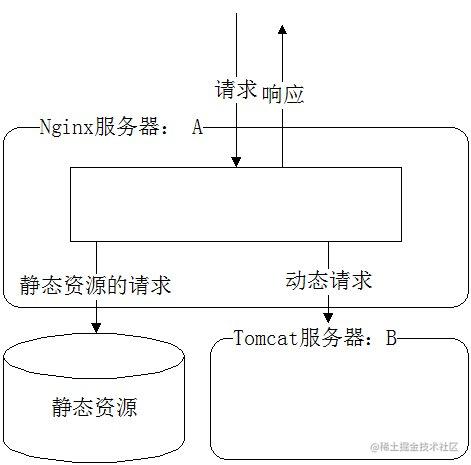 请求
响应
Nginx服务器: A
静态资源的请求
动态请求
Tomcat服务器: B
静态资源
@稀土掘金技术社区